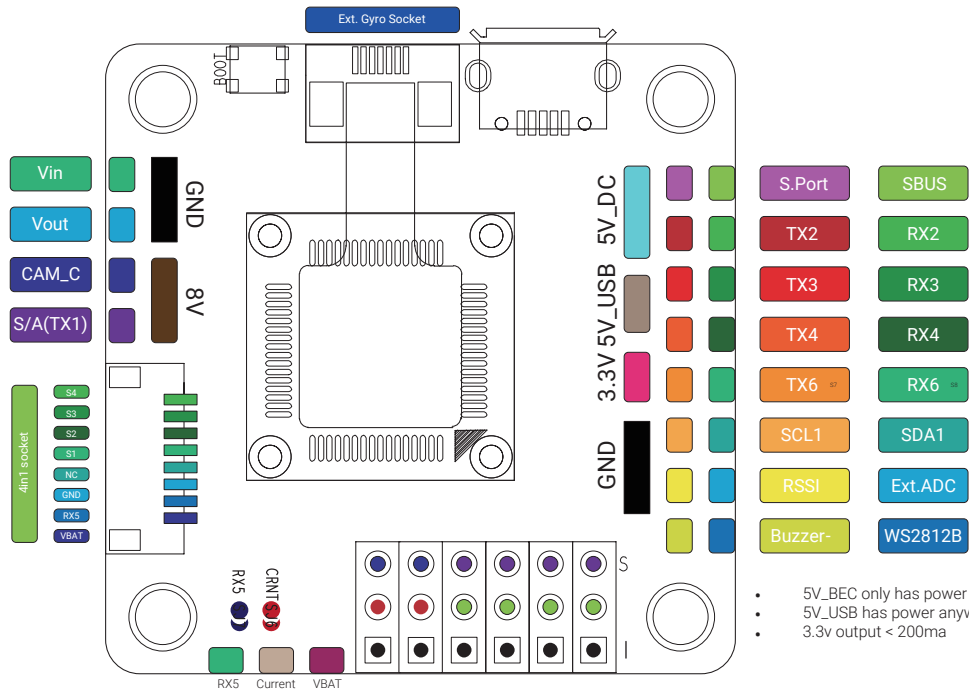 Ext. Gyro Socket
BOOT
Vin
Vout
CAM_C
S/A(TX1)
GND
8V
5V_DC
5V_USB
3.3V
GND
S.Port
SBUS
TX2
RX2
TX3
RX3
TX4
RX4
TX6 S7
RX6 S8
SCL1
SDA1
RSSI
Ext.ADC
Buzzer-
WS2812B
4in1 socket
S4
S3
S2
S1
NC
GND
RX5
VBAT
RX5
CRNT
S
RX5
Current
VBAT
• 5V_BEC only has power
• 5V_USB has power anyw
• 3.3v output < 200ma